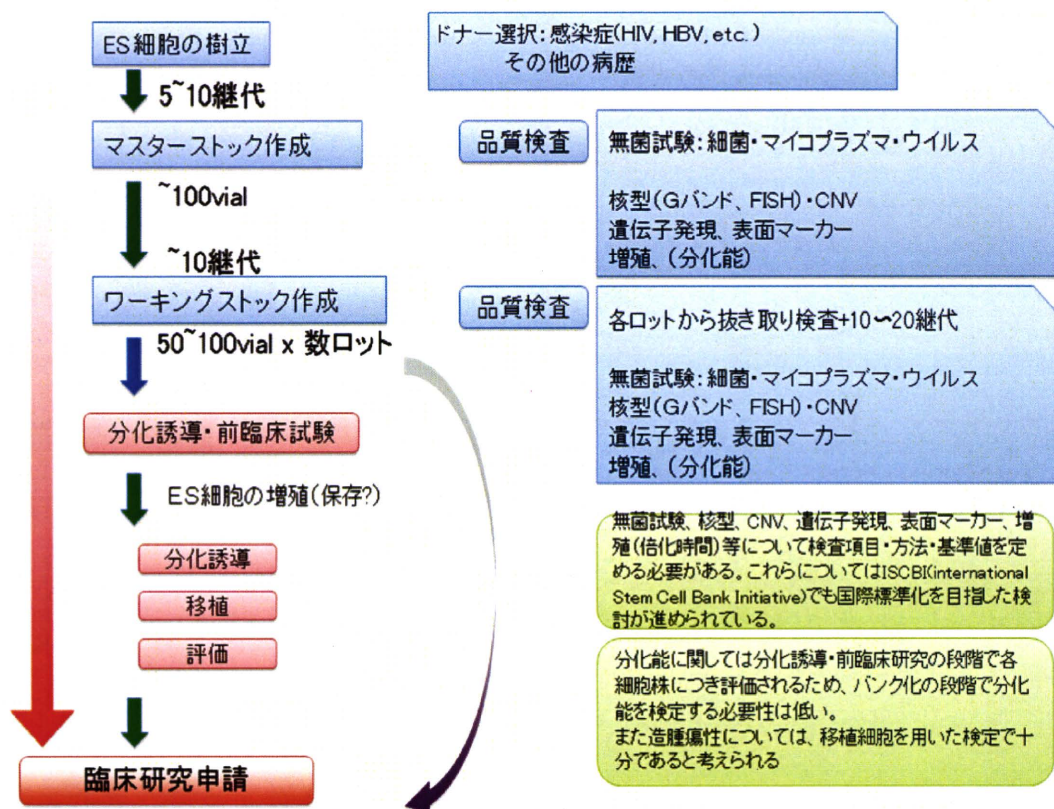 ES細胞の樹立
5~10継代
マスターストック作成
~100vial
~10継代
ワーキングストック作成
50~100vial x 数ロット
分化誘導・前臨床試験
ES細胞の増殖(保存?)
分化誘導
移植
評価
臨床研究申請
ドナー選択:感染症(HIV, HBV, etc.)
その他の病歴
品質検査
無菌試験:細菌・マイコプラズマ・ウイルス
核型(Gバンド、FISH)・CNV
遺伝子発現、表面マーカー
増殖、(分化能)
品質検査
各ロットから抜き取り検査+10〜20継代
無菌試験:細菌・マイコプラズマ・ウイルス
核型(Gバンド、FISH)・CNV
遺伝子発現、表面マーカー
増殖、(分化能)
無菌試験、核型、CNV、遺伝子発現、表面マーカー、増
殖(倍化時間)等について検査項目・方法・基準値を定
める必要がある。これらについてはISCBI(international
Stem Cell Bank Initiative)でも国際標準化を目指した検
討が進められている。
分化能に関しては分化誘導・前臨床研究の段階で各
細胞株につき評価されるため、バンク化の段階で分化
能を検定する必要性は低い。
また造腫瘍性については、移植細胞を用いた検定で十
分であると考えられる